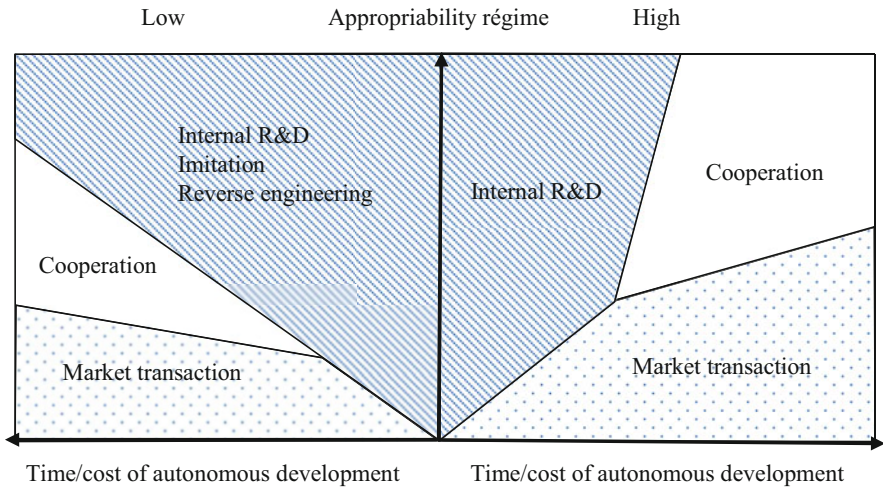 Low Appropriability régime High
Internal R&D
Imitation
Reverse engineering
Internal R&D
Cooperation
Cooperation
Market transaction
Market transaction
Time/cost of autonomous development Time/cost of autonomous development